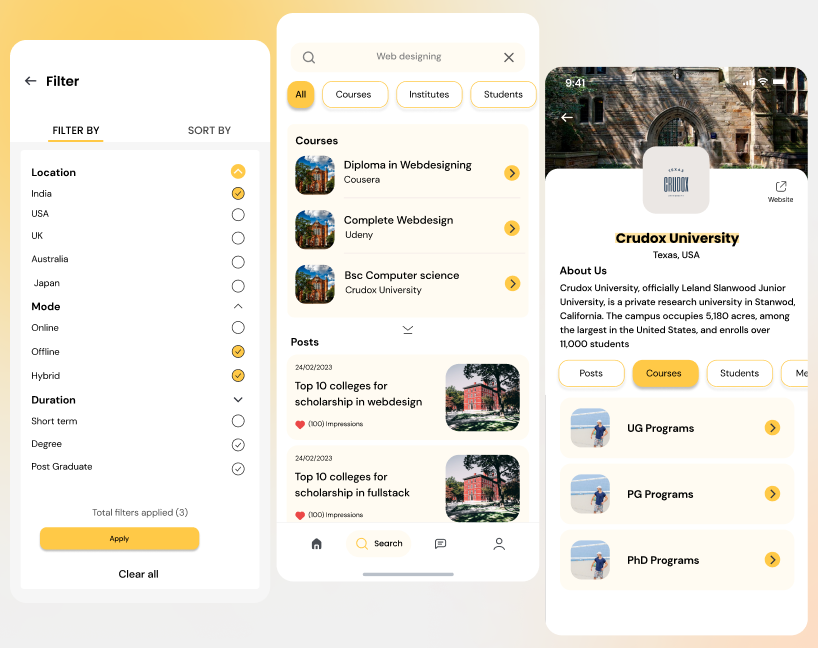 Filter
FILTER BY
SORT BY
Location
India
USA
UK
Australia
Japan
Mode
Online
Offline
Hybrid
Duration
Short term
Degree
Post Graduate
Total filters applied (3)
Apply
Clear all
Web designing
All
Courses
Institutes
Students
Courses
Diploma in Webdesigning
Cousera
Complete Webdesign
Udeny
Bsc Computer science
Crudox University
Posts
24/02/2023
Top 10 colleges for
scholarship in webdesign
(100) Impressions
24/02/2023
Top 10 colleges for
scholarship in fullstack
(100) Impressions
Search
9:41
TEXAS
CRUDOX
Website
Crudox University
Texas, USA
About Us
Crudox University, officially Leland Slanwood Junior
University, is a private research university in Stanwod,
California. The campus occupies 5,180 acres, among
the largest in the United States, and enrolls over
11,000 students
Posts
Courses
Students
Me
UG Programs
PG Programs
PhD Programs